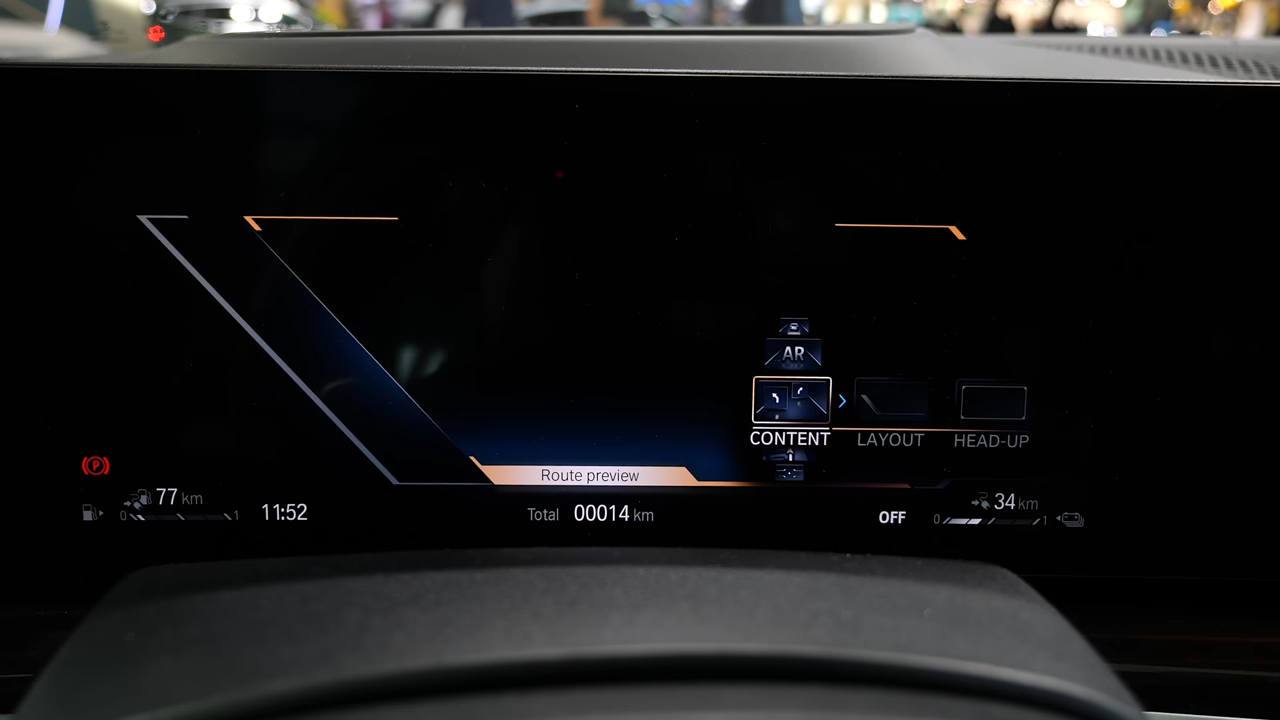 AR
CONTENT
LAYOUT
HEAD-UP
Route preview
P
77 km
0 1
11:52
Total 00014 km
OFF
34 km
0 1